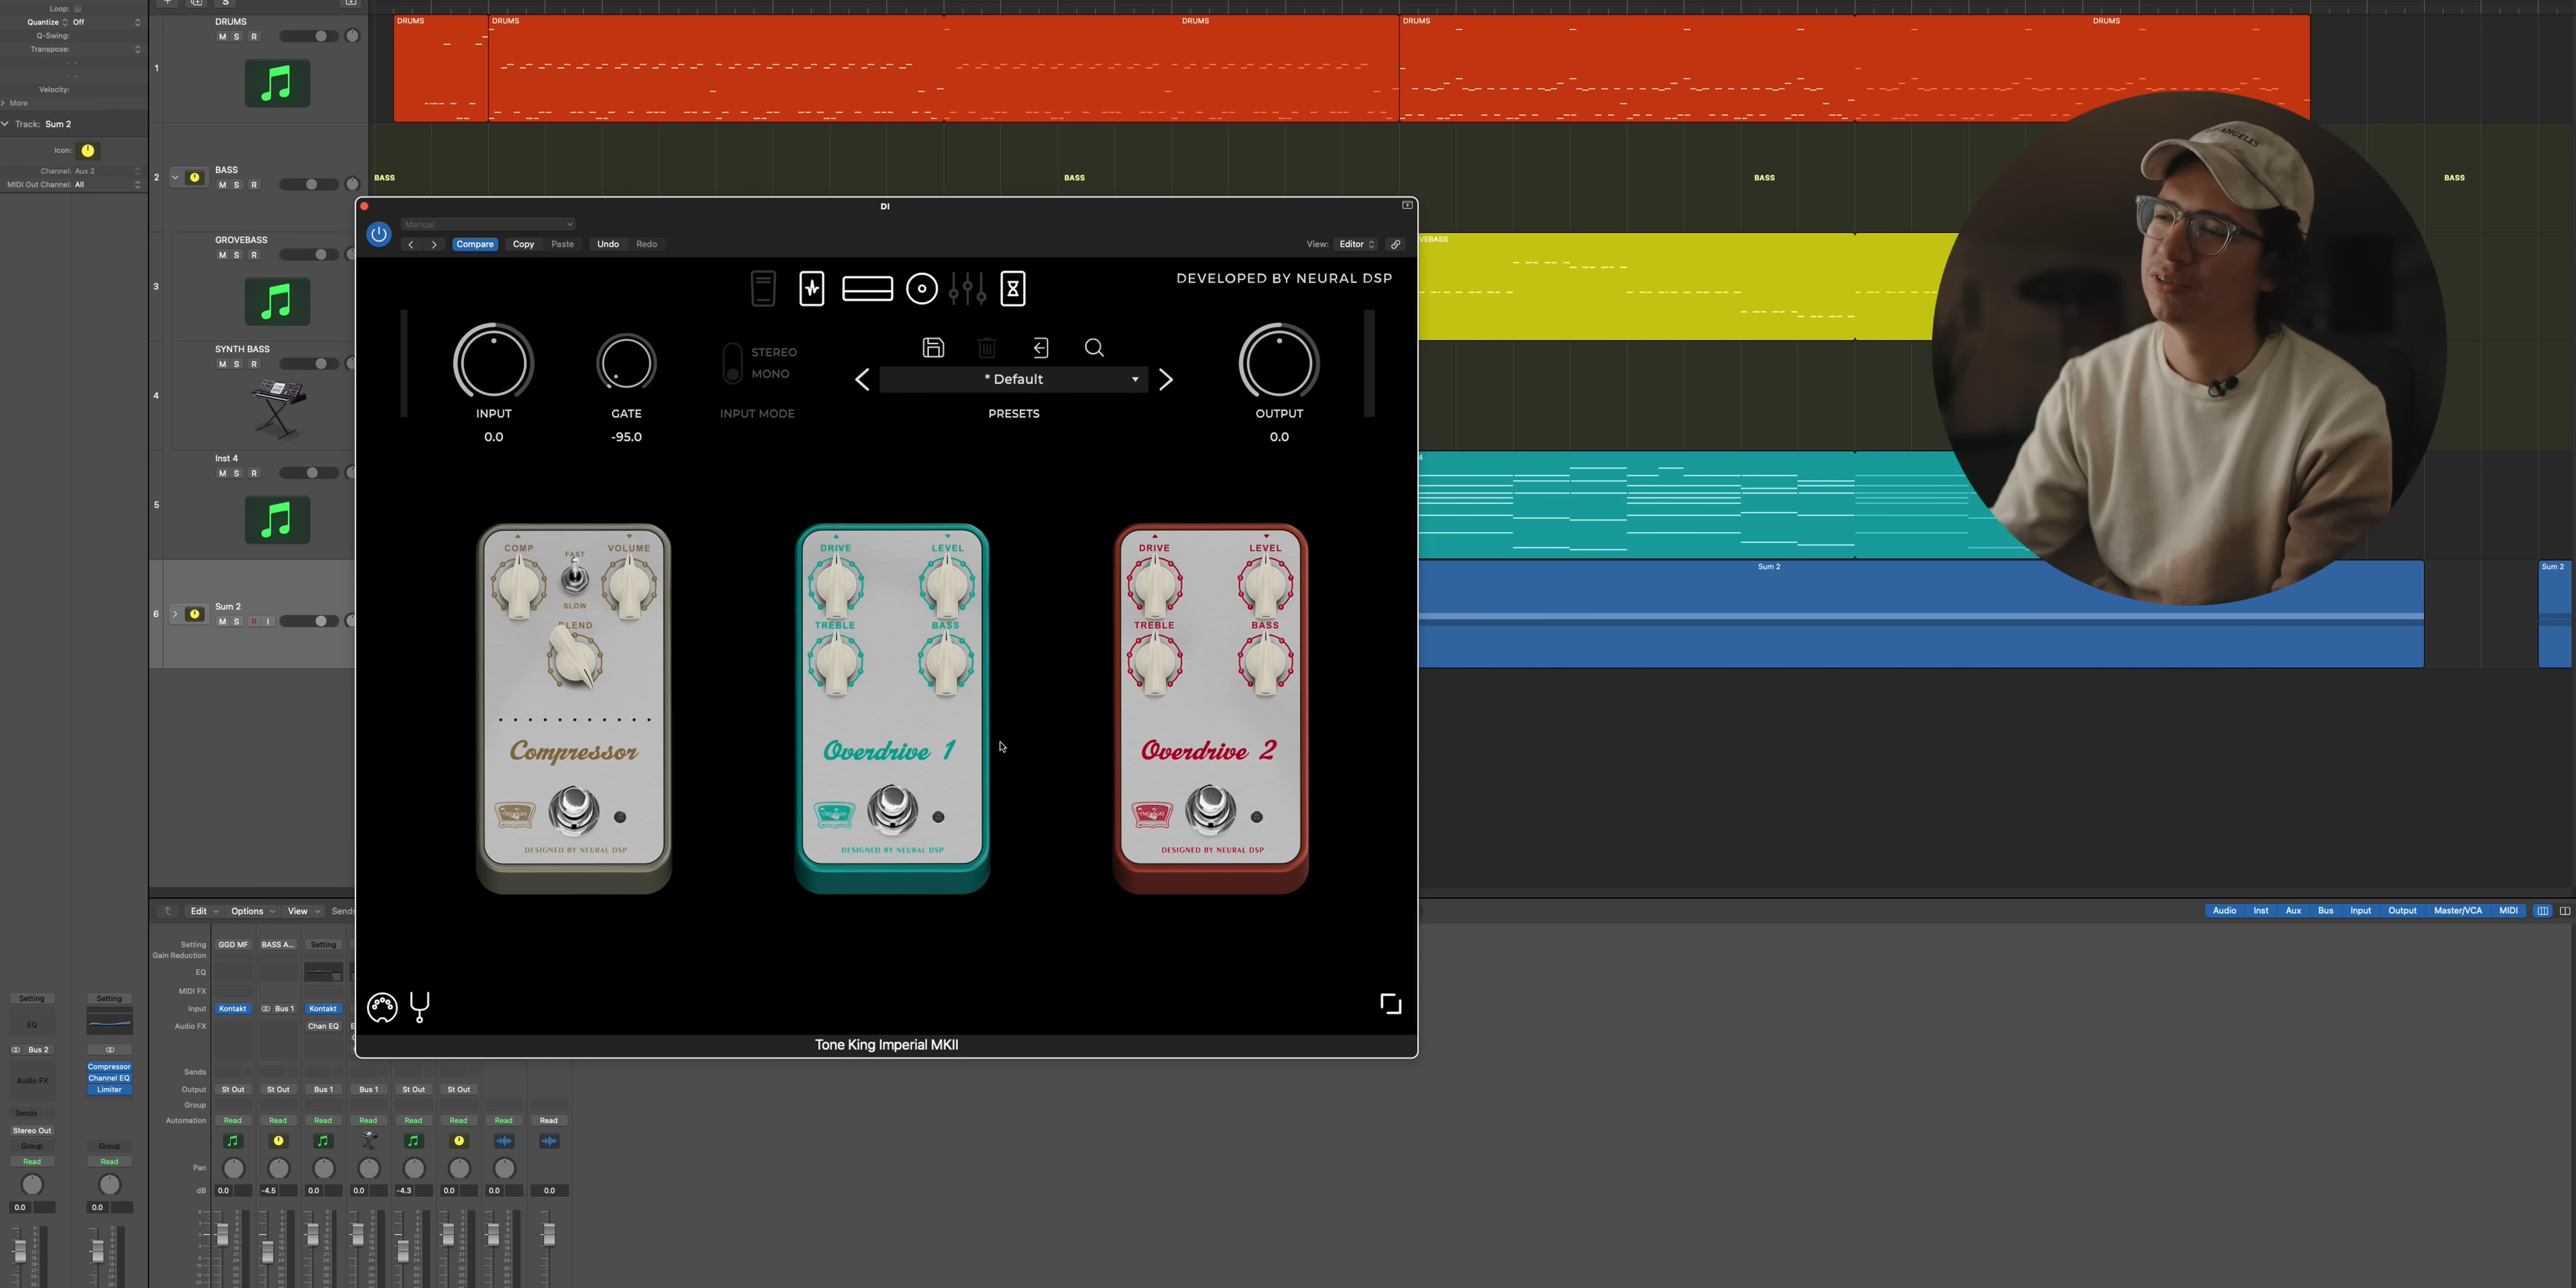 Loop:
Quantize Off
Q-Swing:
Transpose:
Velocity:
More
Track: Sum 2
Icon:
Channel: Aux 2
MIDI Out Channel: All
S
1
DRUMS
M S R
2
BASS
M S R
3
GROVEBASS
M S R
4
SYNTH BASS
M S R
5
Inst 4
M S R
6
Sum 2
M S R I
DRUMS
DRUMS
DRUMS
DRUMS
DRUMS
BASS
BASS
BASS
BASS
VEBASS
4
Sum 2
Sum 2
ANGELES
DI
Manual
Compare Copy Paste Undo Redo
View: Editor
DEVELOPED BY NEURAL DSP
STEREO
MONO
* Default
INPUT GATE INPUT MODE PRESETS OUTPUT
0.0 -95.0 0.0
COMP FAST VOLUME
SLOW
BLEND
Compressor
DESIGNED BY NEURAL DSP
DRIVE LEVEL
TREBLE BASS
Overdrive 1
DESIGNED BY NEURAL DSP
DRIVE LEVEL
TREBLE BASS
Overdrive 2
DESIGNED BY NEURAL DSP
Tone King Imperial MKII
Edit Options View Sends
Audio Inst Aux Bus Input Output Master/VCA MIDI
Setting GGD MF BASS A... Setting
Gain Reduction
EQ
MIDI FX
Input Kontakt Bus 1 Kontakt
Audio FX Chan EQ E
Sends
Output St Out St Out Bus 1 Bus 1 St Out St Out
Group
Automation Read Read Read Read Read Read Read Read
Pan
dB 0.0 -4.5 0.0 0.0 -4.3 0.0 0.0 0.0
Setting Setting
EQ
Bus 2
Compressor
Audio FX Channel EQ
Limiter
Sends
Stereo Out
Group Group
Read Read
0.0 0.0